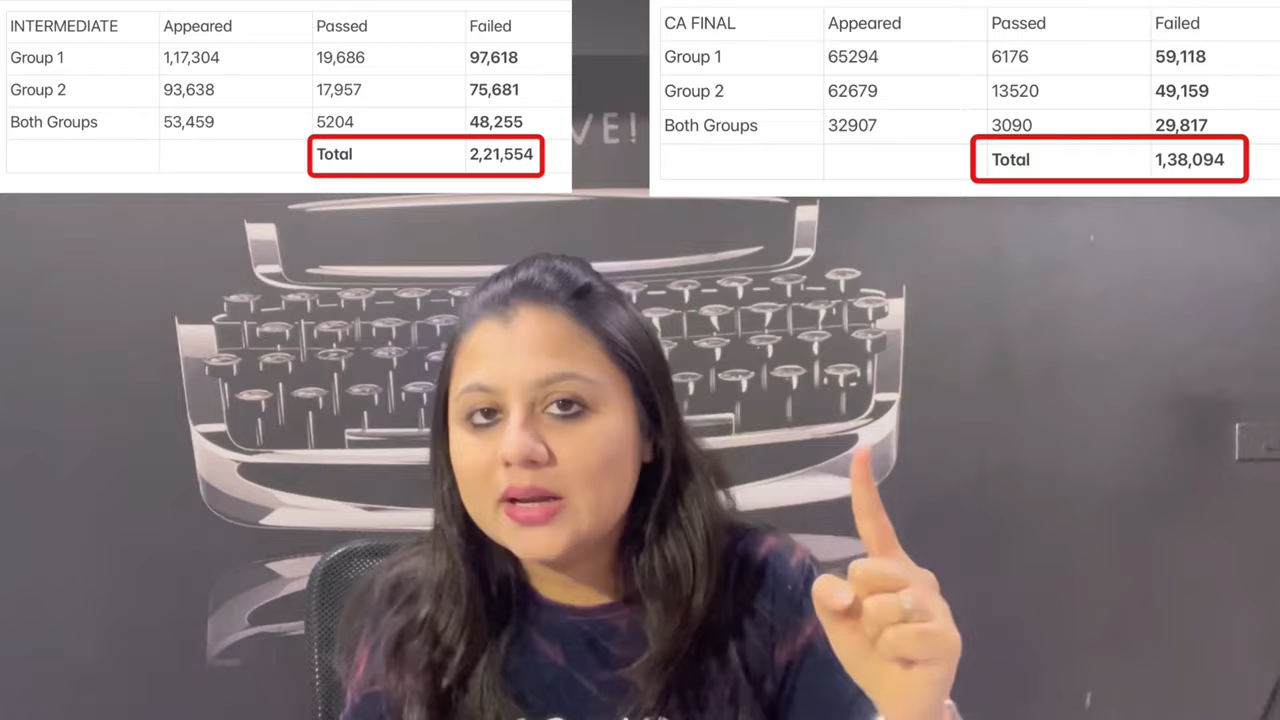 INTERMEDIATE Appeared Passed Failed
Group 1 1,17,304 19,686 97,618
Group 2 93,638 17,957 75,681
Both Groups 53,459 5204 48,255
Total 2,21,554
CA FINAL Appeared Passed Failed
Group 1 65294 6176 59,118
Group 2 62679 13520 49,159
Both Groups 32907 3090 29,817
Total 1,38,094
VE!